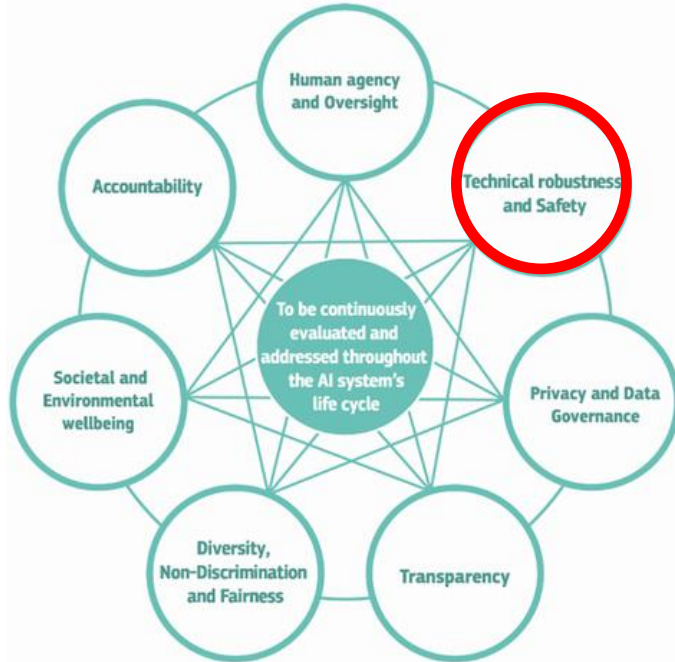 Human agency
and Oversight
Technical robustness
and Safety
Accountability
To be continuously
evaluated and
addressed throughout
the AI system's
life cycle
Societal and
Environmental
wellbeing
Privacy and Data
Governance
Diversity,
Non-Discrimination
and Fairness
Transparency